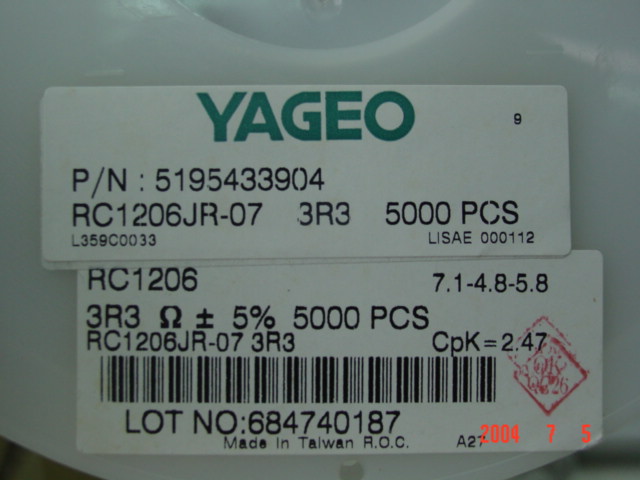 YAGEO
9
P/N : 5195433904
RC1206JR-07 3R3 5000 PCS
L359C0033 LISAE 000112
RC1206 7.1-4.8-5.8
3R3 Ω ± 5% 5000 PCS
RC1206JR-07 3R3 CpK=2.47
LOT NO:684740187
Made in Taiwan R.O.C. A27
2004 7 5